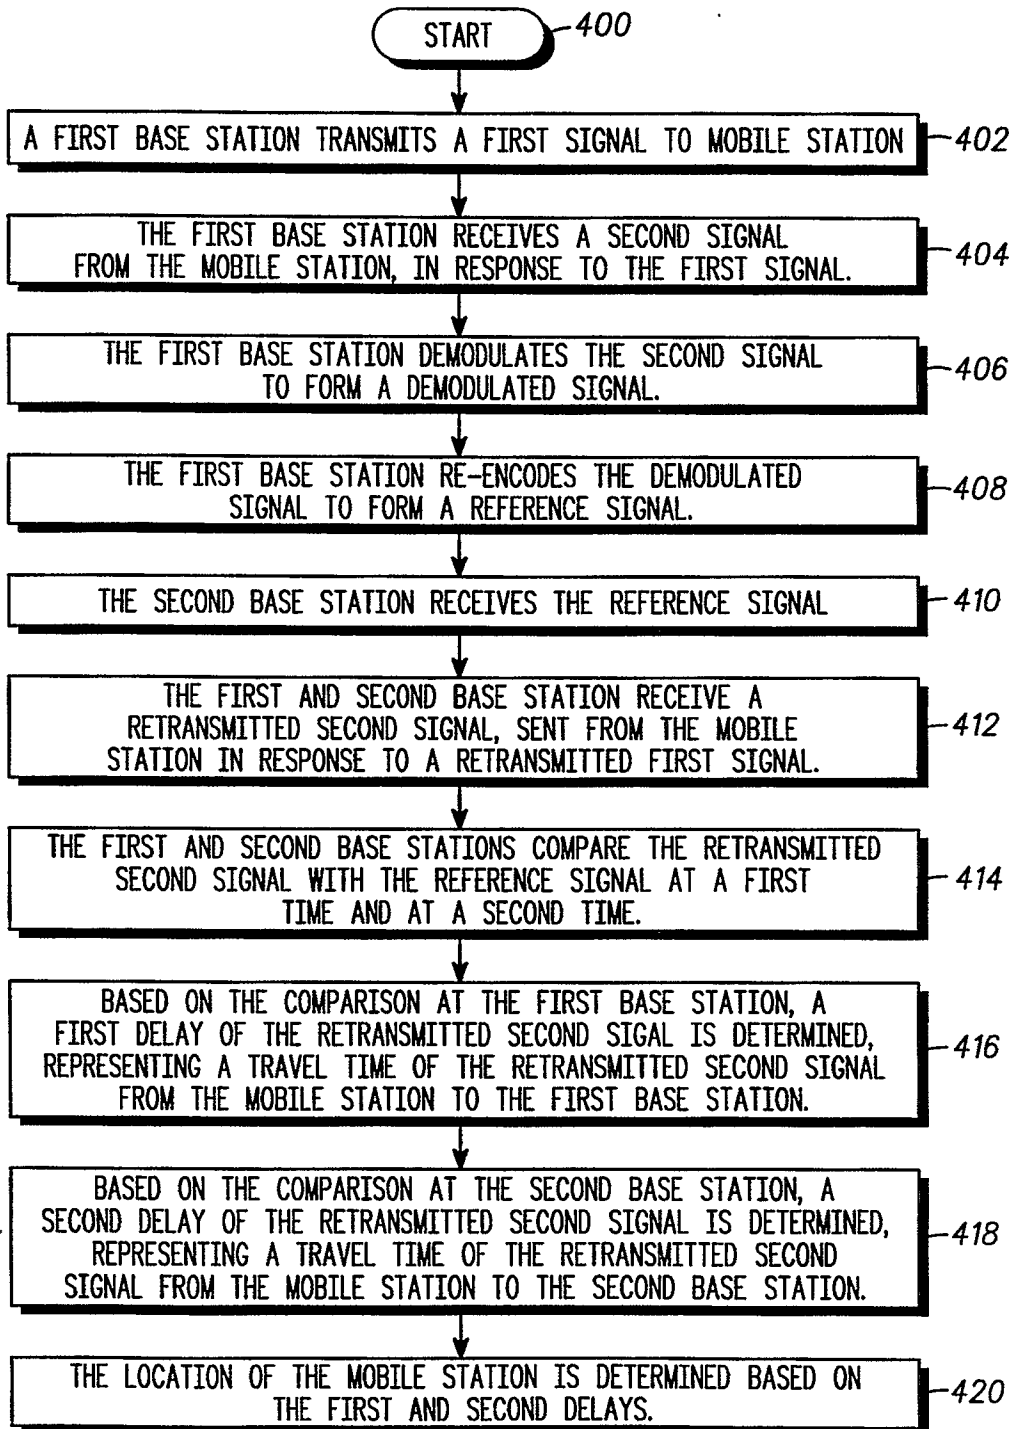 START
400
A FIRST BASE STATION TRANSMITS A FIRST SIGNAL TO MOBILE STATION
402
THE FIRST BASE STATION RECEIVES A SECOND SIGNAL
FROM THE MOBILE STATION, IN RESPONSE TO THE FIRST SIGNAL.
404
THE FIRST BASE STATION DEMODULATES THE SECOND SIGNAL
TO FORM A DEMODULATED SIGNAL.
406
THE FIRST BASE STATION RE-ENCODES THE DEMODULATED
SIGNAL TO FORM A REFERENCE SIGNAL.
408
THE SECOND BASE STATION RECEIVES THE REFERENCE SIGNAL
410
THE FIRST AND SECOND BASE STATION RECEIVE A
RETRANSMITTED SECOND SIGNAL, SENT FROM THE MOBILE
STATION IN RESPONSE TO A RETRANSMITTED FIRST SIGNAL.
412
THE FIRST AND SECOND BASE STATIONS COMPARE THE RETRANSMITTED
SECOND SIGNAL WITH THE REFERENCE SIGNAL AT A FIRST
TIME AND AT A SECOND TIME.
414
BASED ON THE COMPARISON AT THE FIRST BASE STATION, A
FIRST DELAY OF THE RETRANSMITTED SECOND SIGAL IS DETERMINED,
REPRESENTING A TRAVEL TIME OF THE RETRANSMITTED SECOND SIGNAL
FROM THE MOBILE STATION TO THE FIRST BASE STATION.
416
BASED ON THE COMPARISON AT THE SECOND BASE STATION, A
SECOND DELAY OF THE RETRANSMITTED SECOND SIGNAL IS DETERMINED,
REPRESENTING A TRAVEL TIME OF THE RETRANSMITTED SECOND
SIGNAL FROM THE MOBILE STATION TO THE SECOND BASE STATION.
418
THE LOCATION OF THE MOBILE STATION IS DETERMINED BASED ON
THE FIRST AND SECOND DELAYS.
420